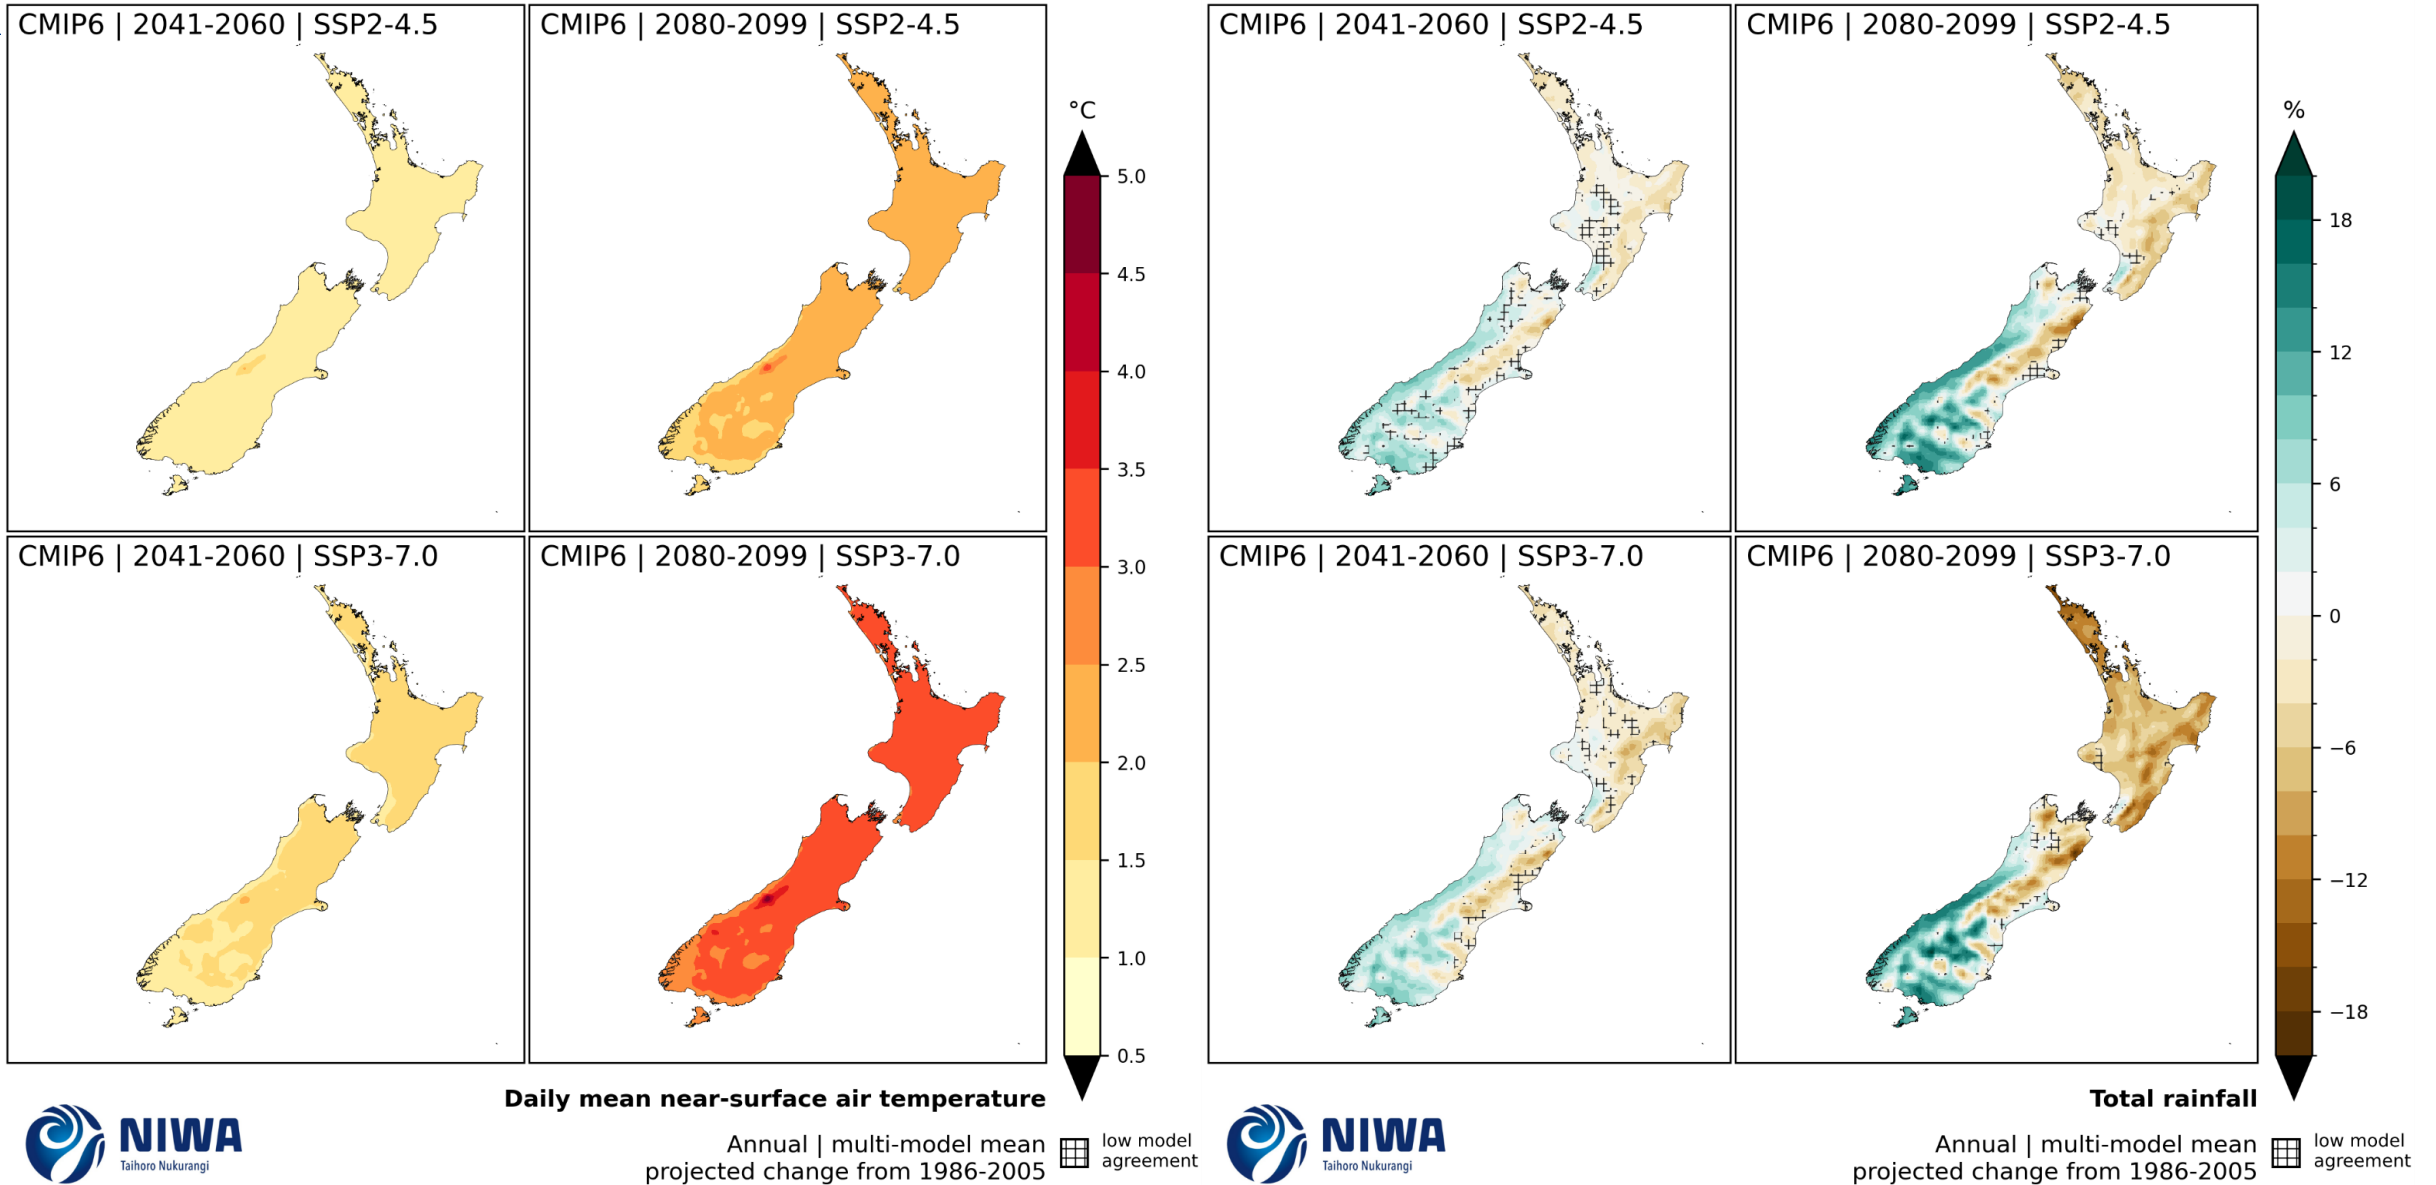 CMIP6 | 2041-2060 | SSP2-4.5
CMIP6 | 2080-2099 | SSP2-4.5
°C
5.0
4.5
4.0
3.5
3.0
2.5
2.0
1.5
1.0
0.5
CMIP6 | 2041-2060 | SSP3-7.0
CMIP6 | 2080-2099 | SSP3-7.0
Daily mean near-surface air temperature
NIWA
Taihoro Nukurangi
Annual | multi-model mean
projected change from 1986-2005
low model
agreement
CMIP6 | 2041-2060 | SSP2-4.5
CMIP6 | 2080-2099 | SSP2-4.5
%
18
12
6
0
−6
−12
−18
CMIP6 | 2041-2060 | SSP3-7.0
CMIP6 | 2080-2099 | SSP3-7.0
Total rainfall
NIWA
Taihoro Nukurangi
Annual | multi-model mean
projected change from 1986-2005
low model
agreement